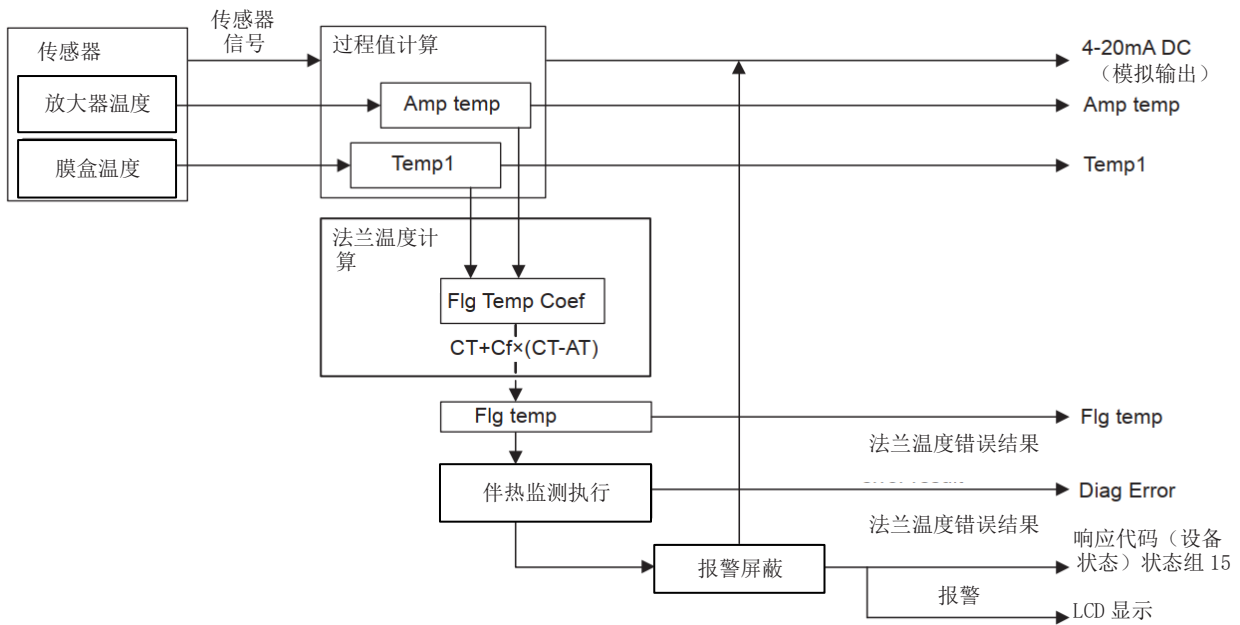 传感器
信号
传感器
过程值计算
4-20mA DC
（模拟输出）
放大器温度
Amp temp
Amp temp
膜盒温度
Temp1
Temp1
法兰温度计
算
Flg Temp Coef
CT+Cf×(CT-AT)
Flg temp
Flg temp
法兰温度错误结果
伴热监测执行
Diag Error
法兰温度错误结果
响应代码（设备
状态）状态组 15
报警屏蔽
报警
LCD 显示